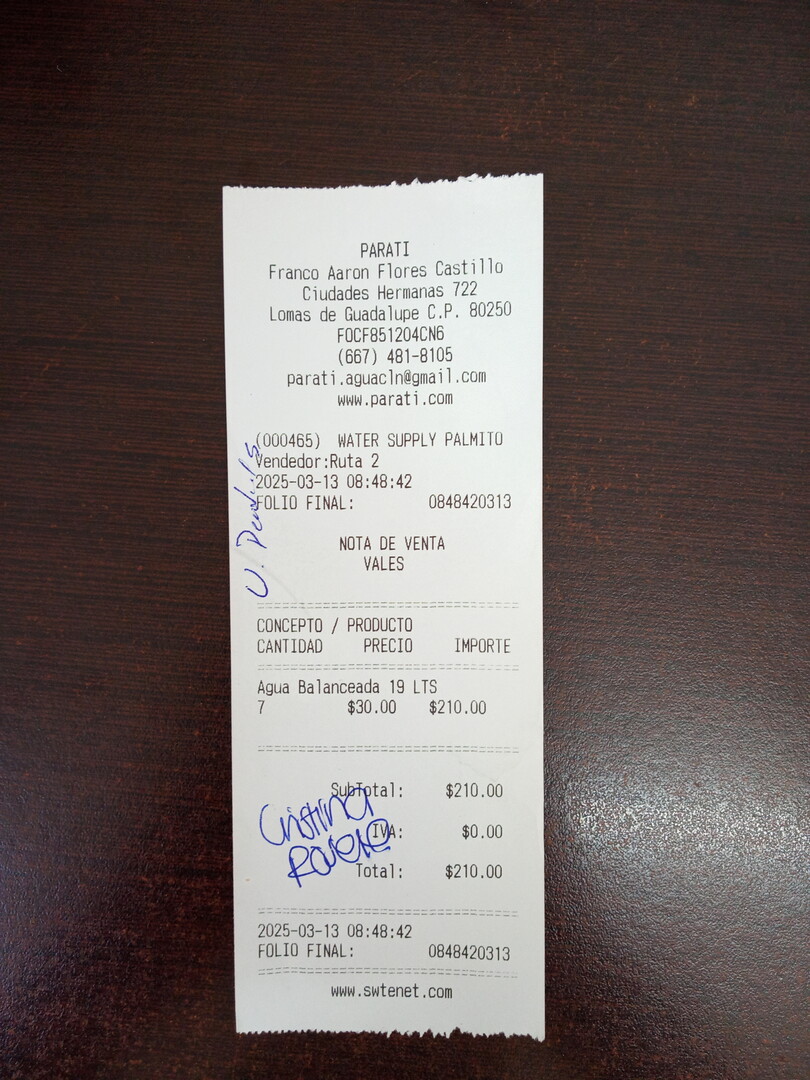 PARATI
Franco Aaron Flores Castillo
Ciudades Hermanas 722
Lomas de Guadalupe C.P. 80250
FOCF851204CN6
(667) 481-8105
parati.aguacln@gmail.com
www.parati.com
(000465) WATER SUPPLY PALMITO
Vendedor:Ruta 2
2025-03-13 08:48:42
FOLIO FINAL: 0848420313
NOTA DE VENTA
VALES
CONCEPTO / PRODUCTO
CANTIDAD PRECIO IMPORTE
Agua Balanceada 19 LTS
7 $30.00 $210.00
SubTotal: $210.00
Cristina
IVA: $0.00
Total: $210.00
2025-03-13 08:48:42
FOLIO FINAL: 0848420313
www.swtenet.com